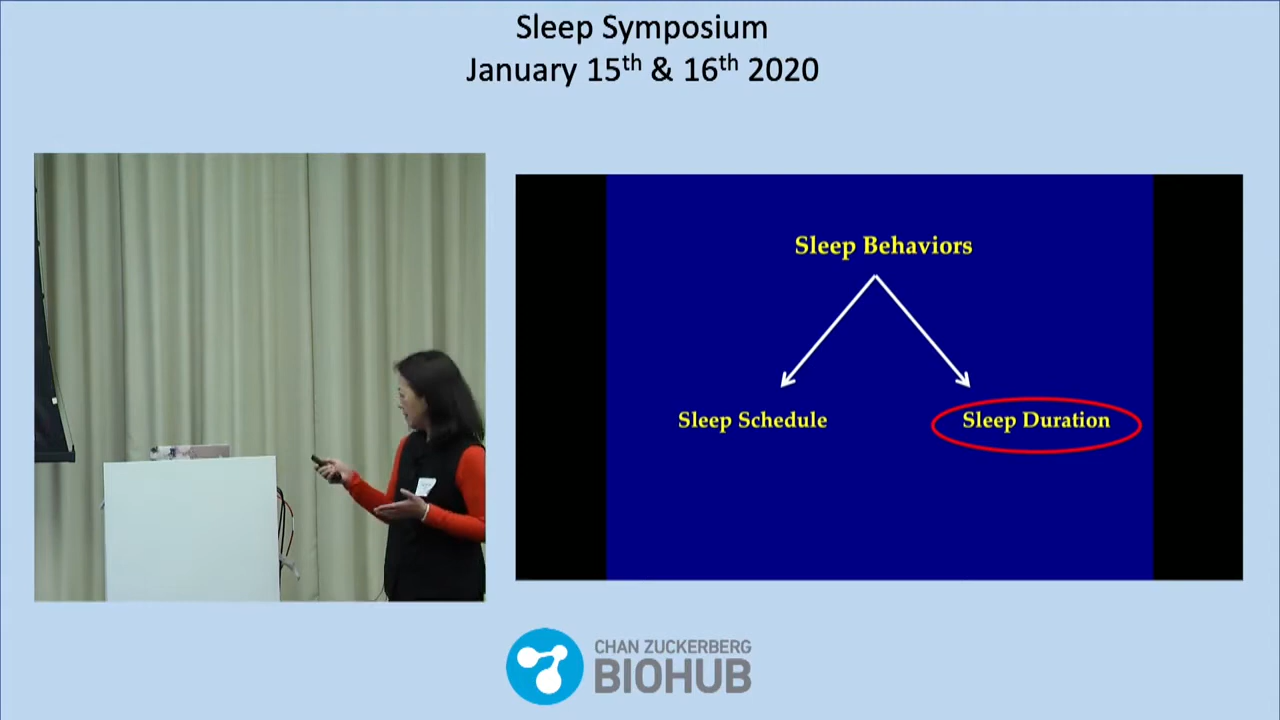 Sleep Symposium
January 15th & 16th 2020
Sleep Behaviors
Sleep Schedule
Sleep Duration
CHAN ZUCKERBERG
BIOHUB